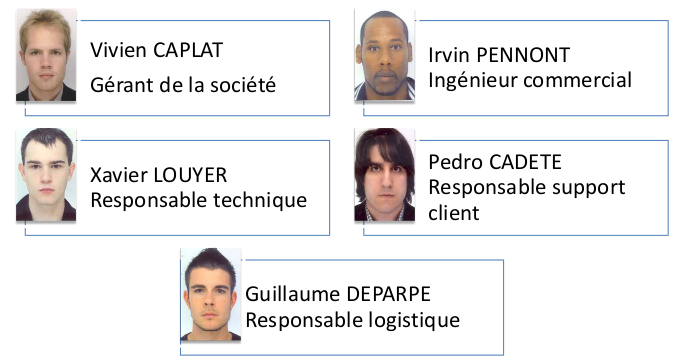 Vivien CAPLAT
Gérant de la société
Irvin PENNONT
Ingénieur commercial
Xavier LOUYER
Responsable technique
Pedro CADETE
Responsable support
client
Guillaume DEPARPE
Responsable logistique